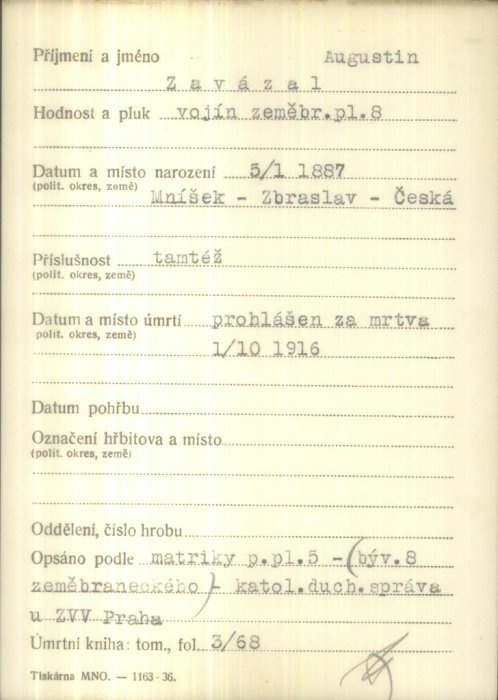 Příjmení a jméno Augustin
Zavázal
Hodnost a pluk vojín zeměbr.pl.8
Datum a místo narození 5/1 1887
(polit. okres, země) Mníšek - Zbraslav - Česká
Příslušnost tamtéž
(polit. okres, země)
Datum a místo úmrtí prohlášen za mrtva
polit. okres, země) 1/10 1916
Datum pohřbu
Označení hřbitova a místo
(polit. okres, země)
Oddělení, číslo hrobu
Opsáno podle matriky p.pl.5 -(býv.8
zeměbraneckého)- katol.duch.správa
u ZVV Praha
Úmrtní kniha: tom., fol. 3/68
Tiskárna MNO. — 1163-36.